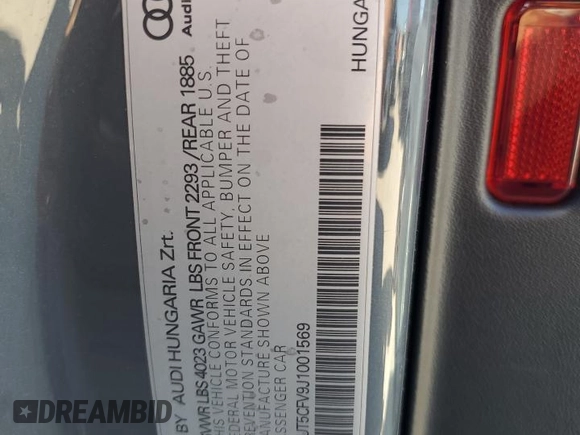 Audi
BY AUDI HUNGARIA Zrt.
GVWR LBS 4023 GAWR LBS FRONT 2293 /REAR 1885
THIS VEHICLE CONFORMS TO ALL APPLICABLE U.S.
FEDERAL MOTOR VEHICLE SAFETY, BUMPER AND THEFT
PREVENTION STANDARDS IN EFFECT ON THE DATE OF
MANUFACTURE SHOWN ABOVE
PASSENGER CAR
UT5CFV9J1001569
HUNGA
DREAMBID